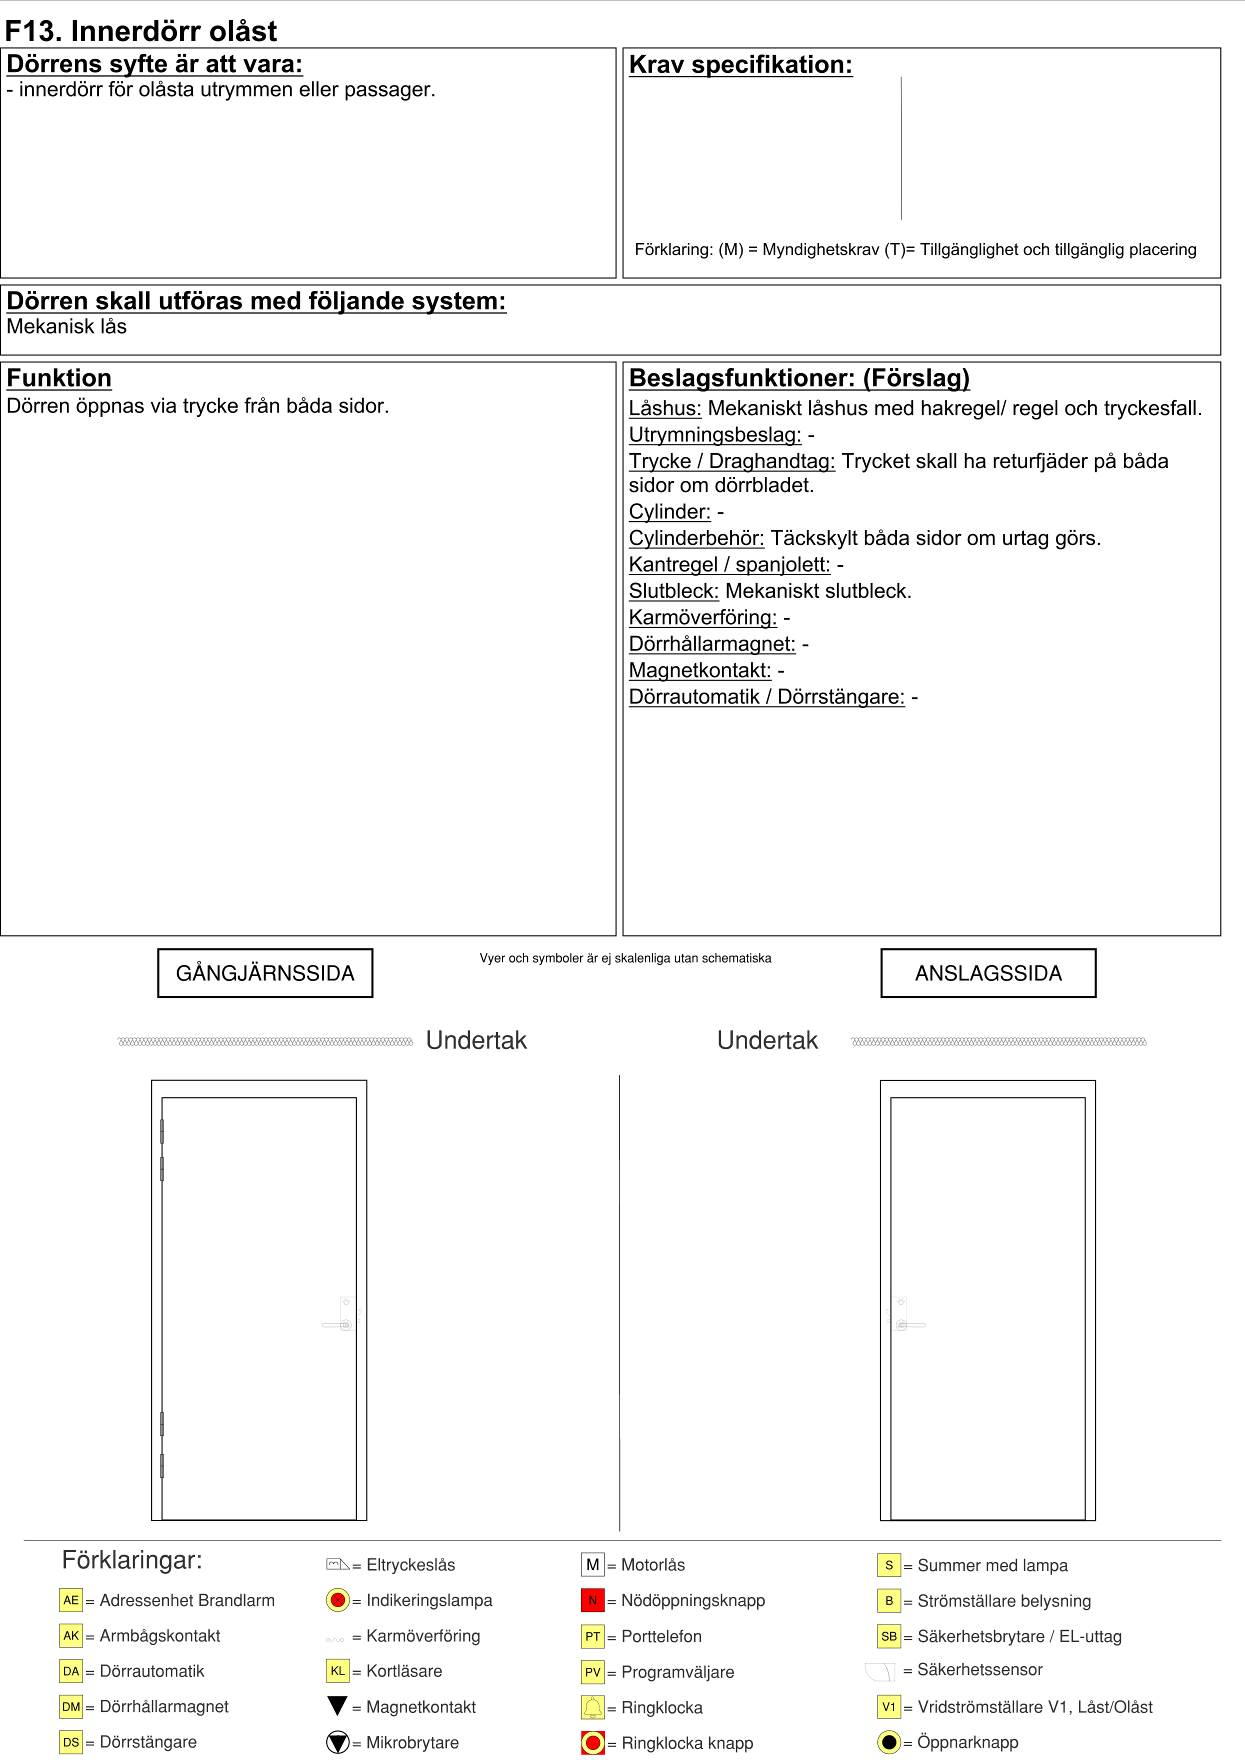 F13. Innerdörr olåst
Dörrens syfte är att vara:
- innerdörr för olåsta utrymmen eller passager.
Krav specifikation:
Förklaring: (M) = Myndighetskrav (T)= Tillgänglighet och tillgänglig placering
Dörren skall utföras med följande system:
Mekanisk lås
Funktion
Dörren öppnas via trycke från båda sidor.
Beslagsfunktioner: (Förslag)
Låshus: Mekaniskt låshus med hakregel/ regel och tryckesfall.
Utrymningsbeslag: -
Trycke / Draghandtag: Trycket skall ha returfjäder på båda
sidor om dörrbladet.
Cylinder: -
Cylinderbehör: Täckskylt båda sidor om urtag görs.
Kantregel / spanjolett: -
Slutbleck: Mekaniskt slutbleck.
Karmöverföring: -
Dörrhållarmagnet: -
Magnetkontakt: -
Dörrautomatik / Dörrstängare: -
GÅNGJÄRNSSIDA
Vyer och symboler är ej skalenliga utan schematiska
ANSLAGSSIDA
Undertak
Undertak
Förklaringar:
AE = Adressenhet Brandlarm
AK = Armbågskontakt
DA = Dörrautomatik
DM = Dörrhållarmagnet
DS = Dörrstängare
= Eltryckeslås
= Indikeringslampa
= Karmöverföring
KL = Kortläsare
= Magnetkontakt
= Mikrobrytare
M = Motorlås
N = Nödöppningsknapp
PT = Porttelefon
PV = Programväljare
= Ringklocka
= Ringklocka knapp
S = Summer med lampa
B = Strömställare belysning
SB = Säkerhetsbrytare / EL-uttag
= Säkerhetssensor
V1 = Vridströmställare V1, Låst/Olåst
= Öppnarknapp